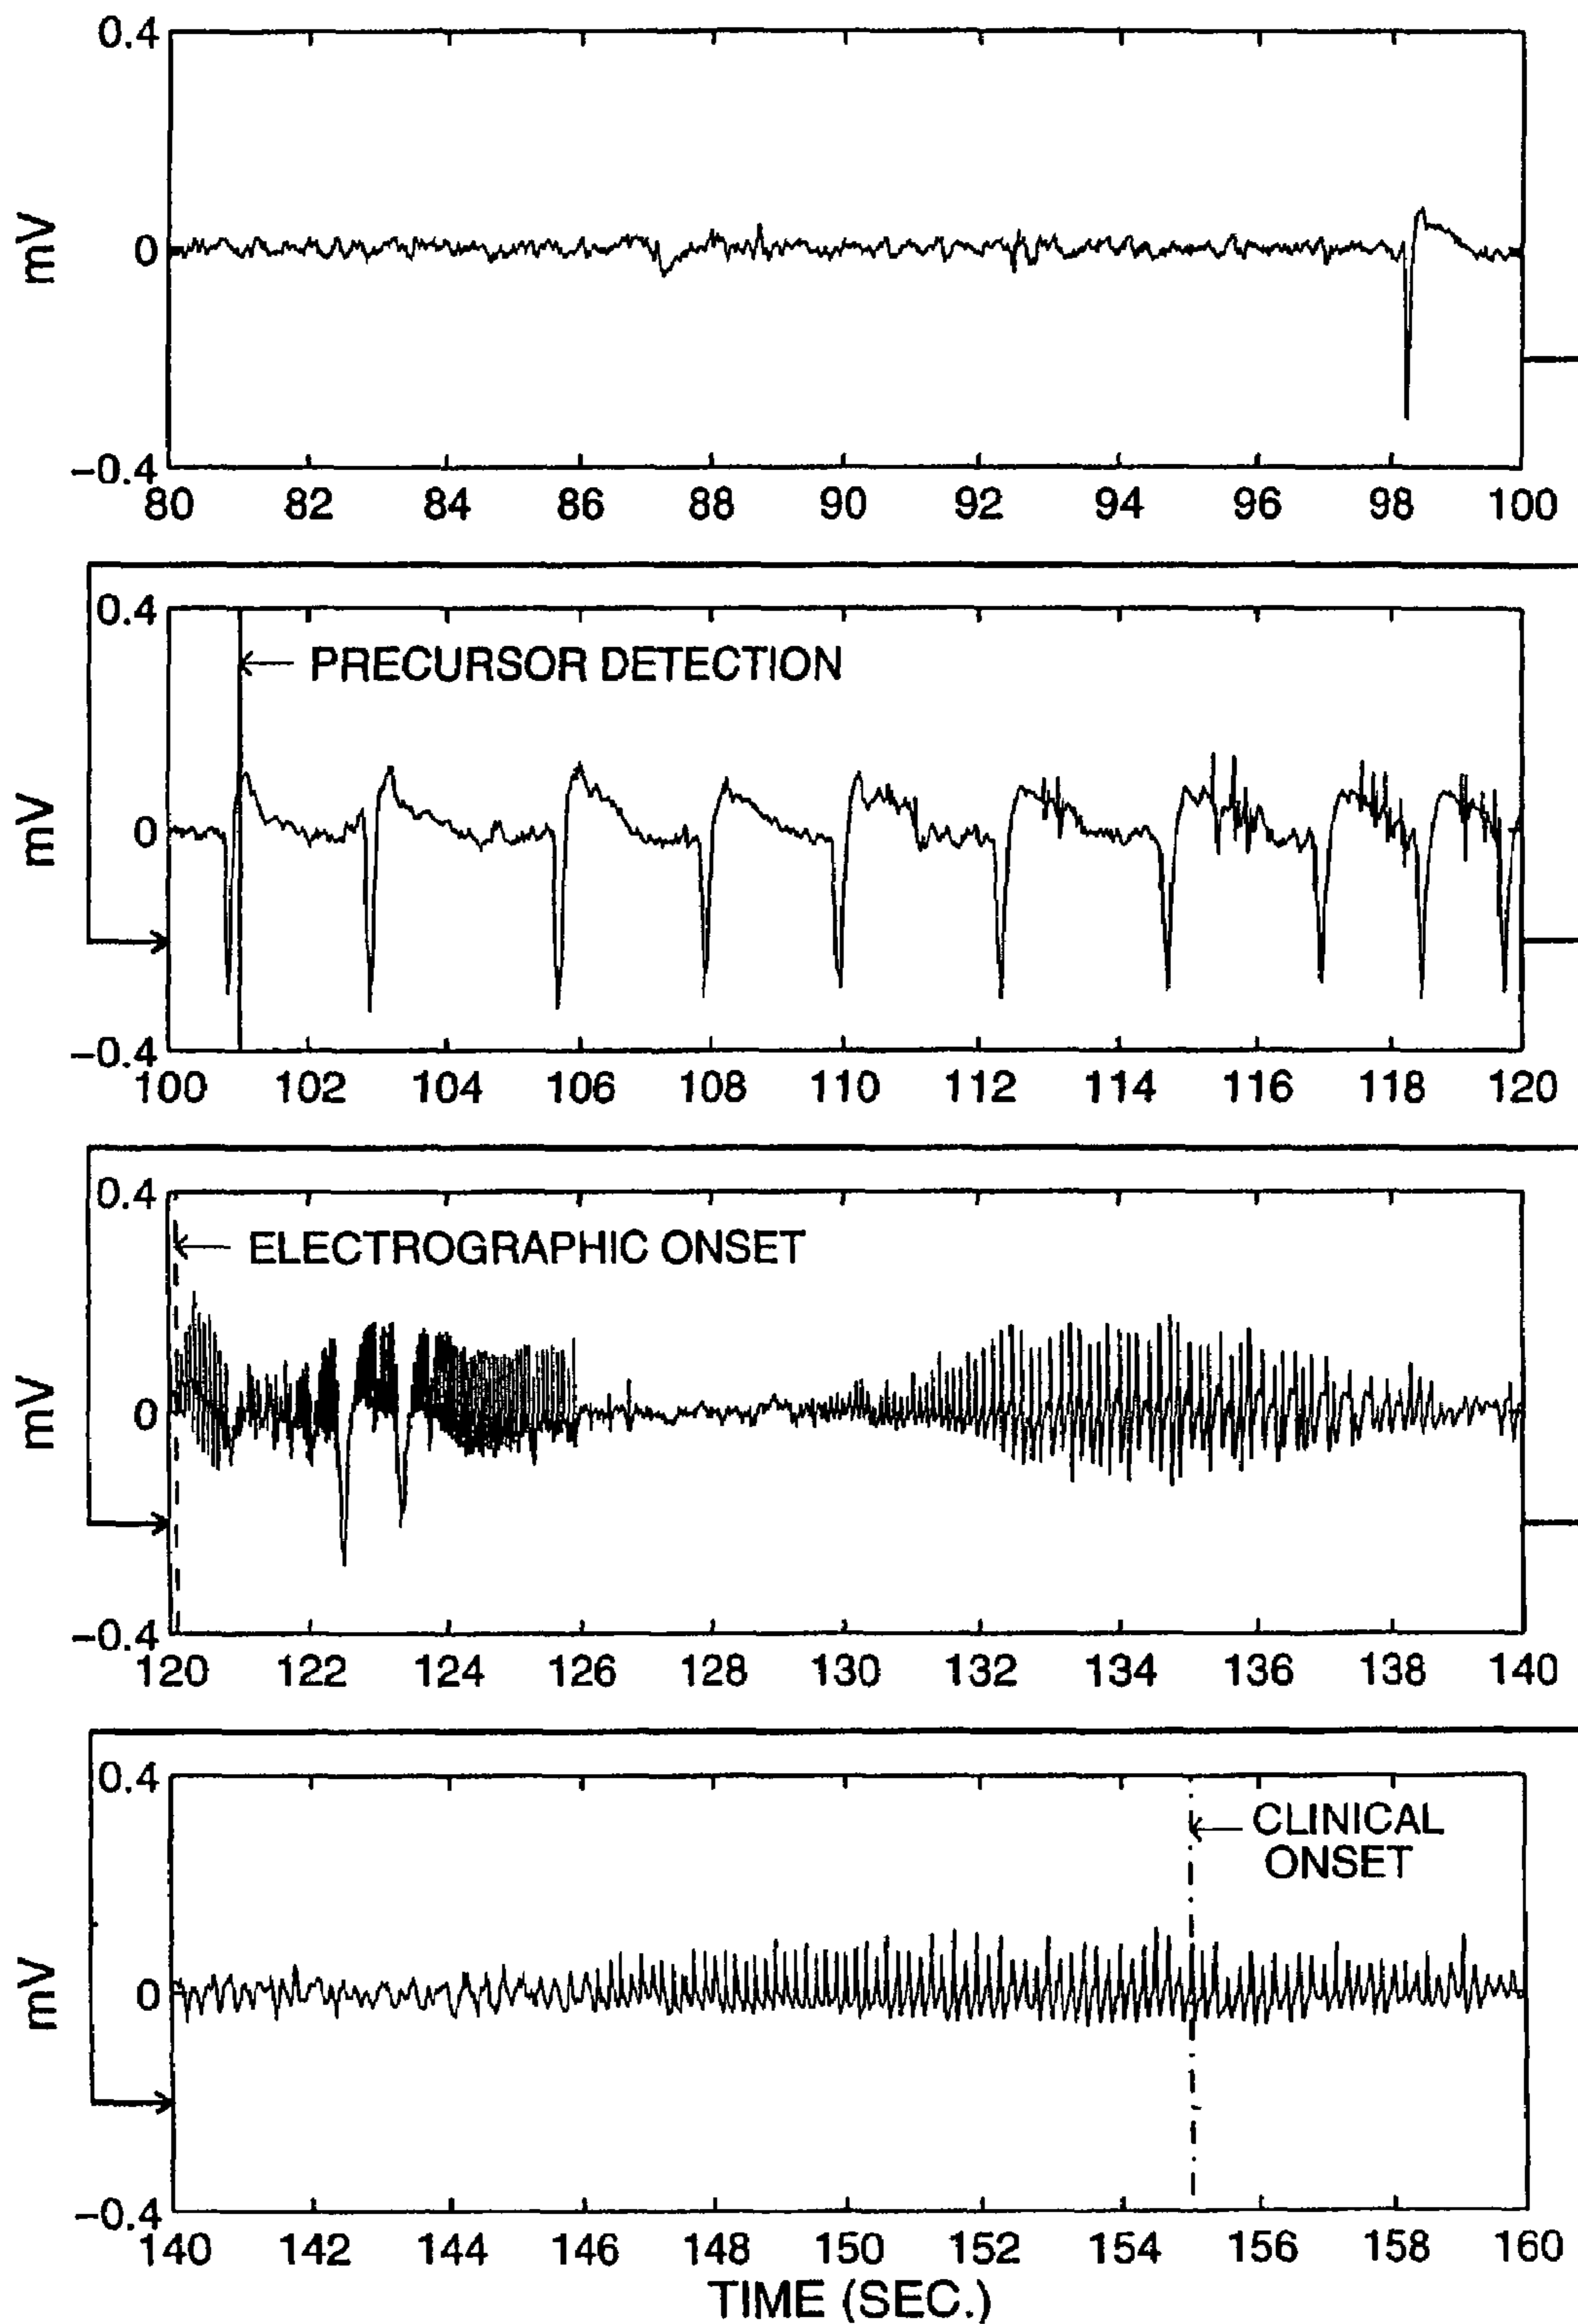 0.4
mV
0
-0.4
80 82 84 86 88 90 92 94 96 98 100
0.4
PRECURSOR DETECTION
mV
0
-0.4
100 102 104 106 108 110 112 114 116 118 120
0.4
ELECTROGRAPHIC ONSET
mV
0
-0.4
120 122 124 126 128 130 132 134 136 138 140
0.4
CLINICAL
ONSET
mV
0
-0.4
140 142 144 146 148 150 152 154 156 158 160
TIME (SEC.)